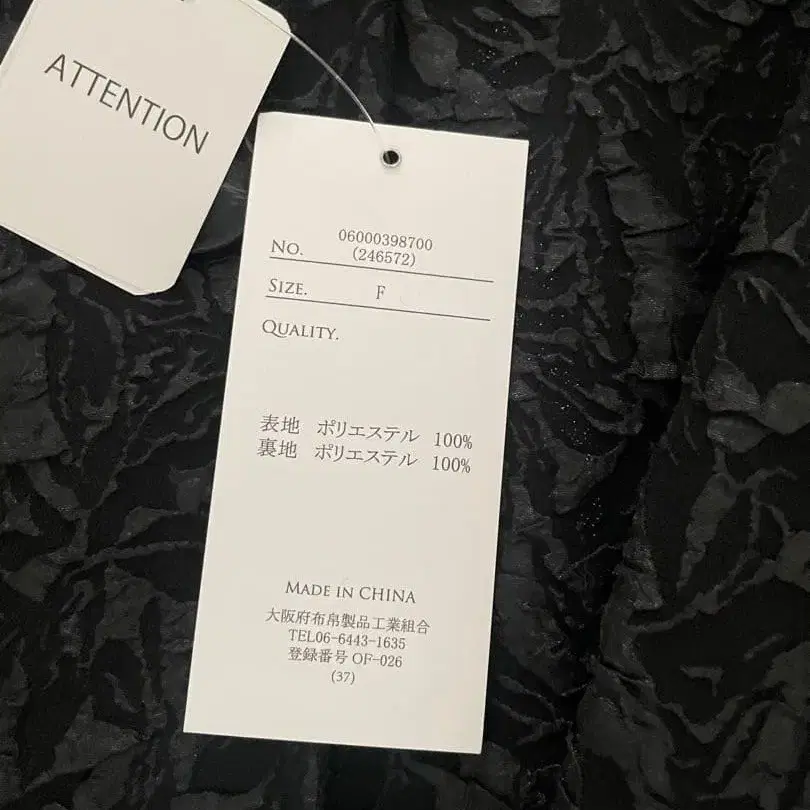 ATTENTION
06000398700
No. (246572)
Size. F
Quality.
表地 ポリエステル 100%
裏地 ポリエステル 100%
Made in China
大阪府布帛製品工業組合
TEL06-6443-1635
登録番号 OF-026
(37)